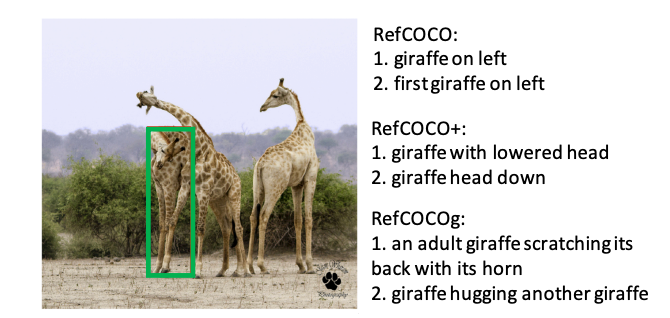 RefCOCO:
1. giraffe on left
2. first giraffe on left
RefCOCO+:
1. giraffe with lowered head
2. giraffe head down
RefCOCOg:
1. an adult giraffe scratching its
back with its horn
2. giraffe hugging another giraffe
Photography